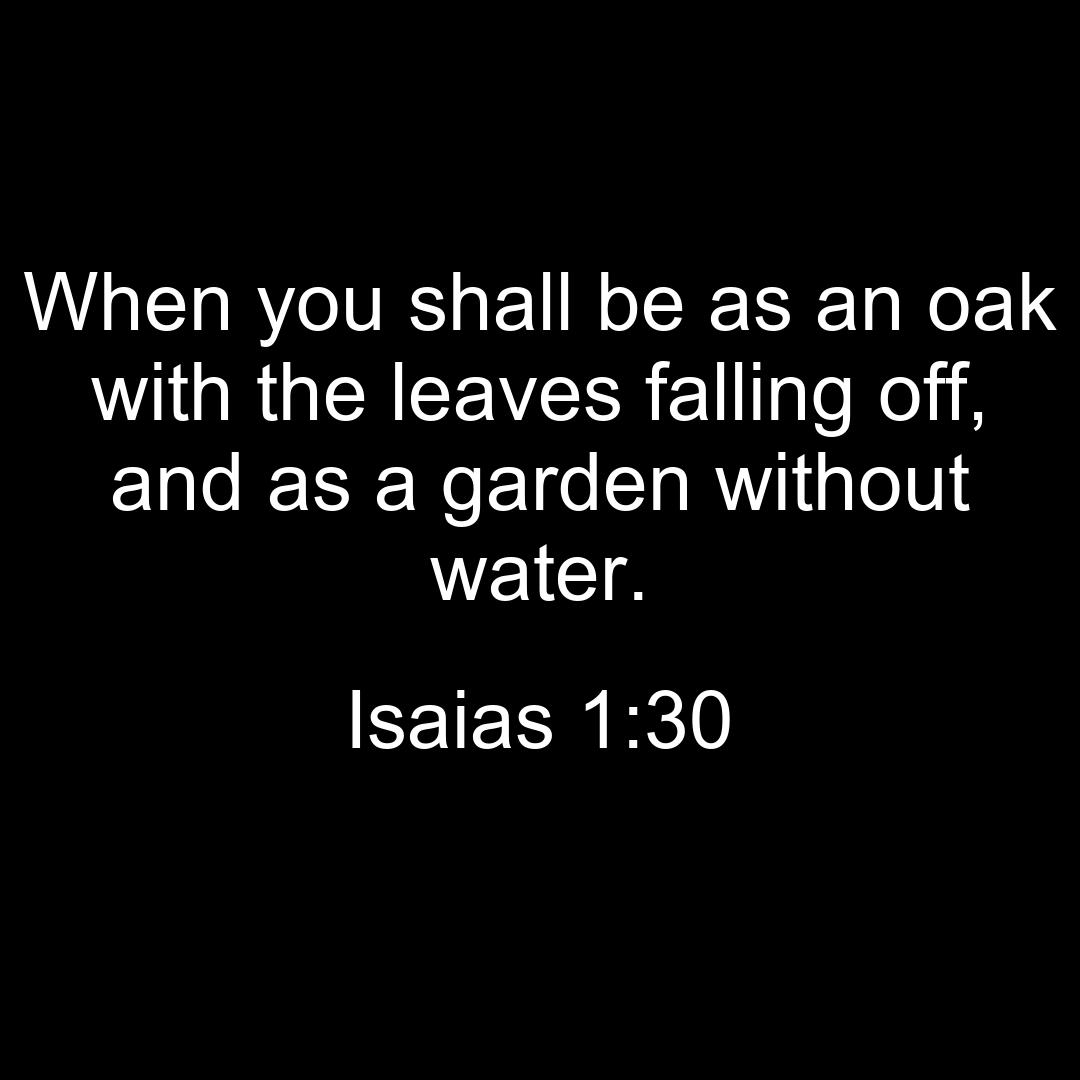 When you shall be as an oak
with the leaves falling off,
and as a garden without
water.
Isaias 1:30